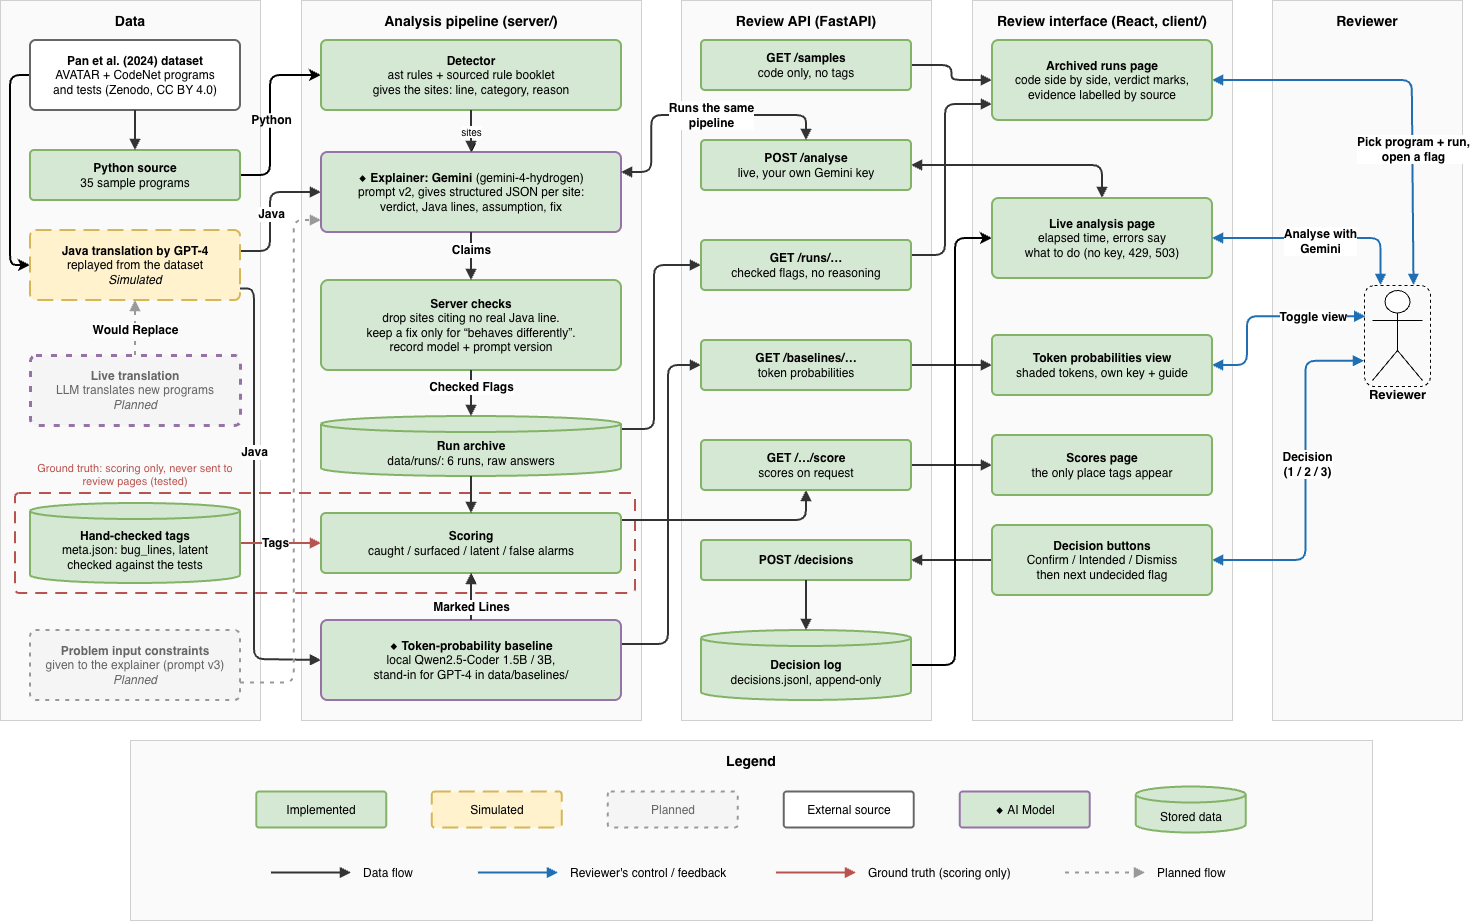 Data
Pan et al. (2024) dataset
AVATAR + CodeNet programs
and tests (Zenodo, CC BY 4.0)
Python
Python source
35 sample programs
Java
Java translation by GPT-4
replayed from the dataset
Simulated
Would Replace
Live translation
LLM translates new programs
Planned
Java
Ground truth: scoring only, never sent to
review pages (tested)
Hand-checked tags
meta.json: bug_lines, latent
checked against the tests
Tags
Problem input constraints
given to the explainer (prompt v3)
Planned
Analysis pipeline (server/)
Detector
ast rules + sourced rule booklet
gives the sites: line, category, reason
sites
◆ Explainer: Gemini (gemini-4-hydrogen)
prompt v2, gives structured JSON per site:
verdict, Java lines, assumption, fix
Claims
Server checks
drop sites citing no real Java line.
keep a fix only for “behaves differently”.
record model + prompt version
Checked Flags
Run archive
data/runs/: 6 runs, raw answers
Scoring
caught / surfaced / latent / false alarms
Marked Lines
◆ Token-probability baseline
local Qwen2.5-Coder 1.5B / 3B,
stand-in for GPT-4 in data/baselines/
Review API (FastAPI)
GET /samples
code only, no tags
Runs the same
pipeline
POST /analyse
live, your own Gemini key
GET /runs/...
checked flags, no reasoning
GET /baselines/...
token probabilities
GET /.../score
scores on request
POST /decisions
Decision log
decisions.jsonl, append-only
Review interface (React, client/)
Archived runs page
code side by side, verdict marks,
evidence labelled by source
Live analysis page
elapsed time, errors say
what to do (no key, 429, 503)
Token probabilities view
shaded tokens, own key + guide
Scores page
the only place tags appear
Decision buttons
Confirm / Intended / Dismiss
then next undecided flag
Reviewer
Pick program + run,
open a flag
Analyse with
Gemini
Toggle view
Reviewer
Decision
(1 / 2 / 3)
Legend
Implemented
Simulated
Planned
External source
◆ AI Model
Stored data
Data flow
Reviewer's control / feedback
Ground truth (scoring only)
Planned flow